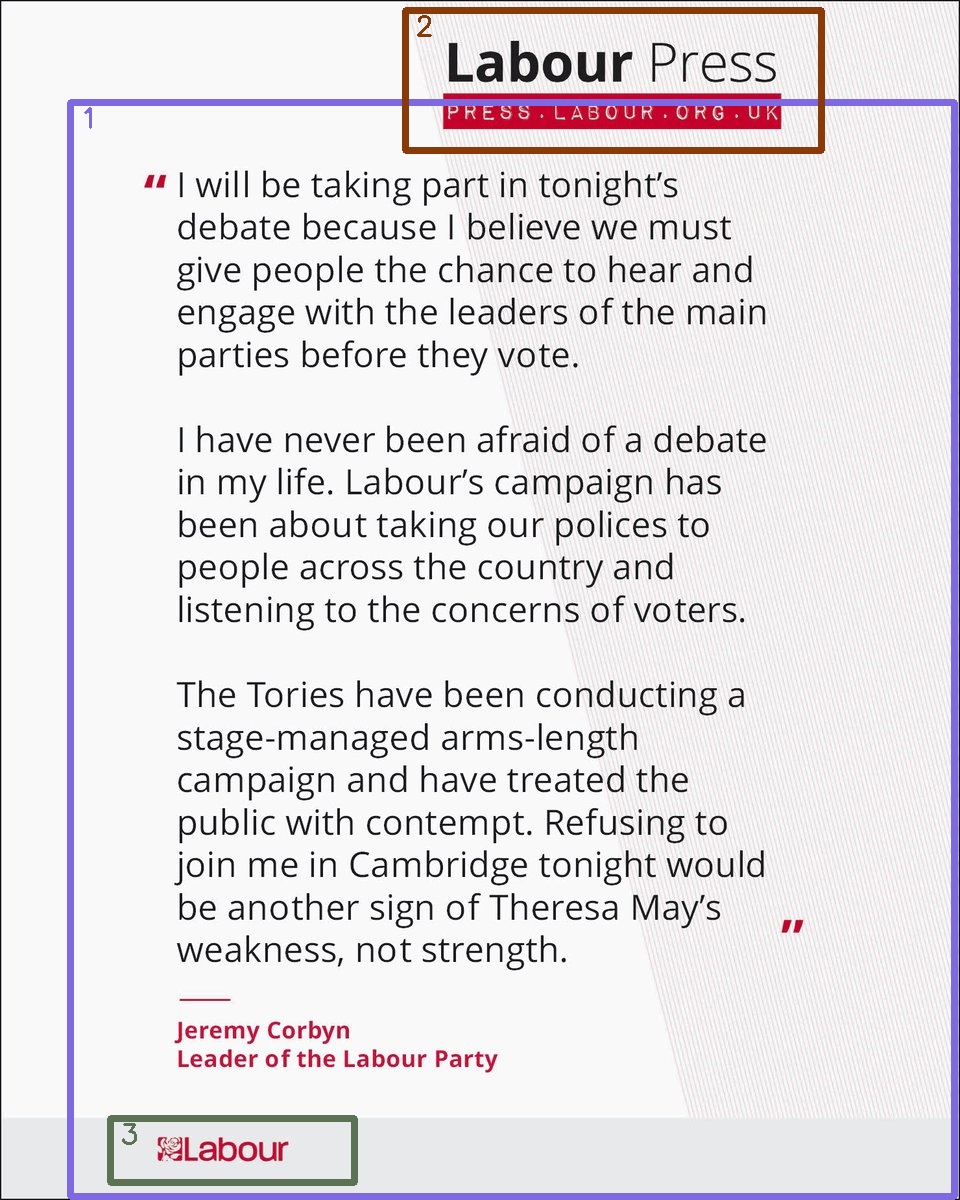 Labour Press
PRESS.LABOUR.ORG.UK
“ I will be taking part in tonight’s
debate because I believe we must
give people the chance to hear and
engage with the leaders of the main
parties before they vote.
I have never been afraid of a debate
in my life. Labour’s campaign has
been about taking our polices to
people across the country and
listening to the concerns of voters.
The Tories have been conducting a
stage-managed arms-length
campaign and have treated the
public with contempt. Refusing to
join me in Cambridge tonight would
be another sign of Theresa May’s
weakness, not strength. ”
Jeremy Corbyn
Leader of the Labour Party
Labour